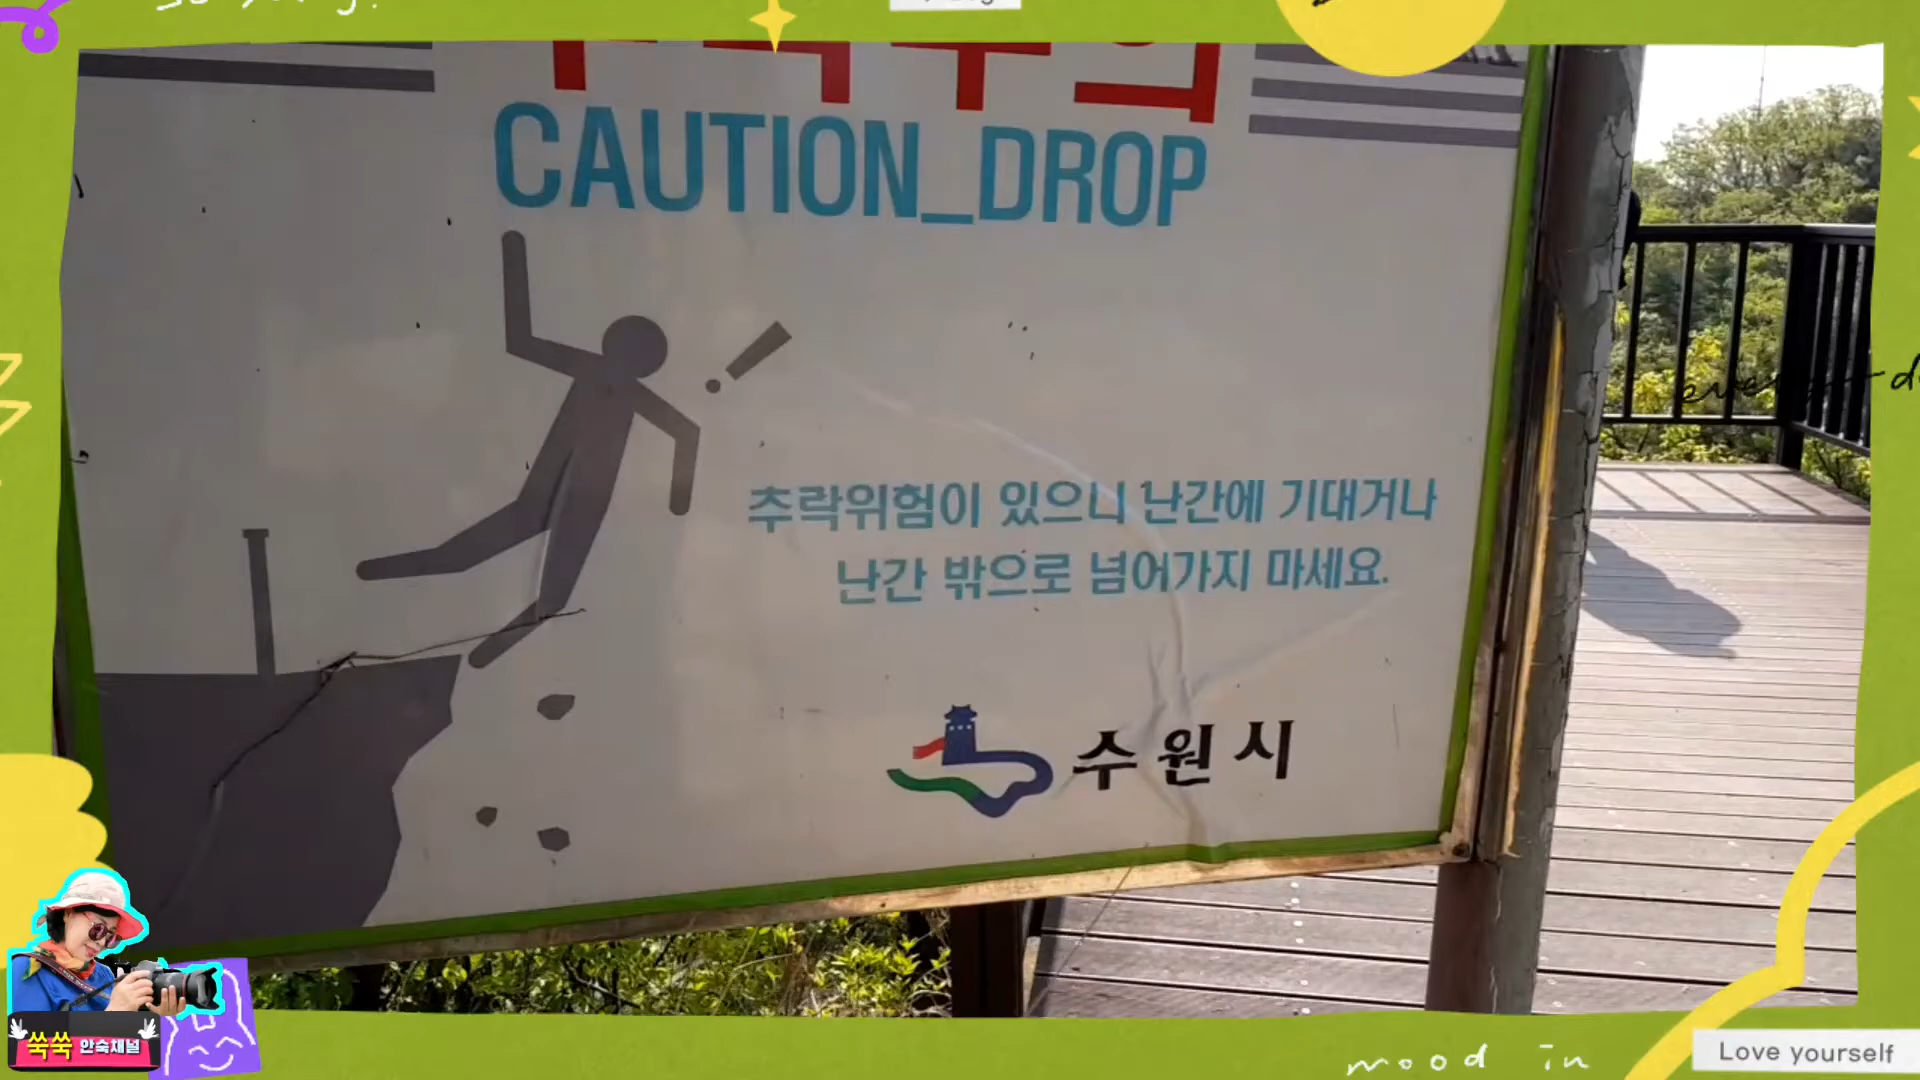 CAUTION_DROP
추락위험이 있으니 난간에 기대거나
난간 밖으로 넘어가지 마세요.
수원시
쑥쑥 안숙채널
mood in
Love yourself